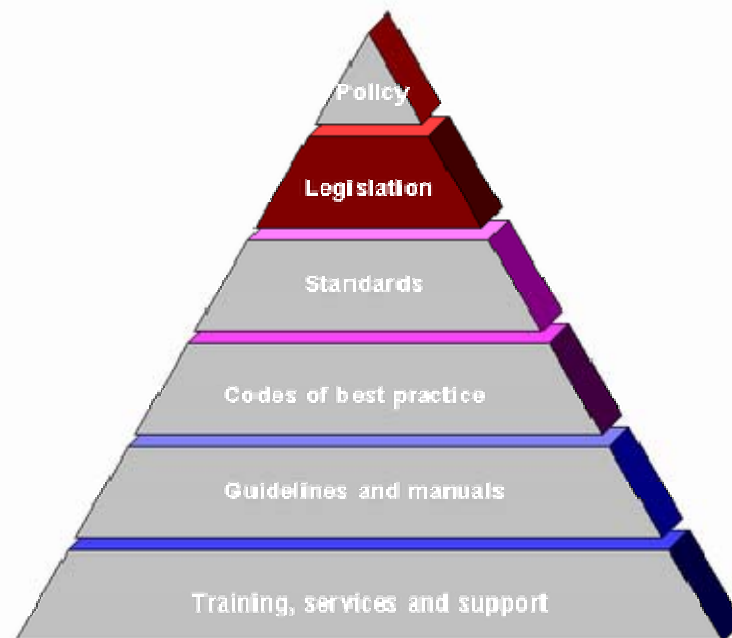 Policy
Legislation
Standards
Codes of best practice
Guidelines and manuals
Training, services and support